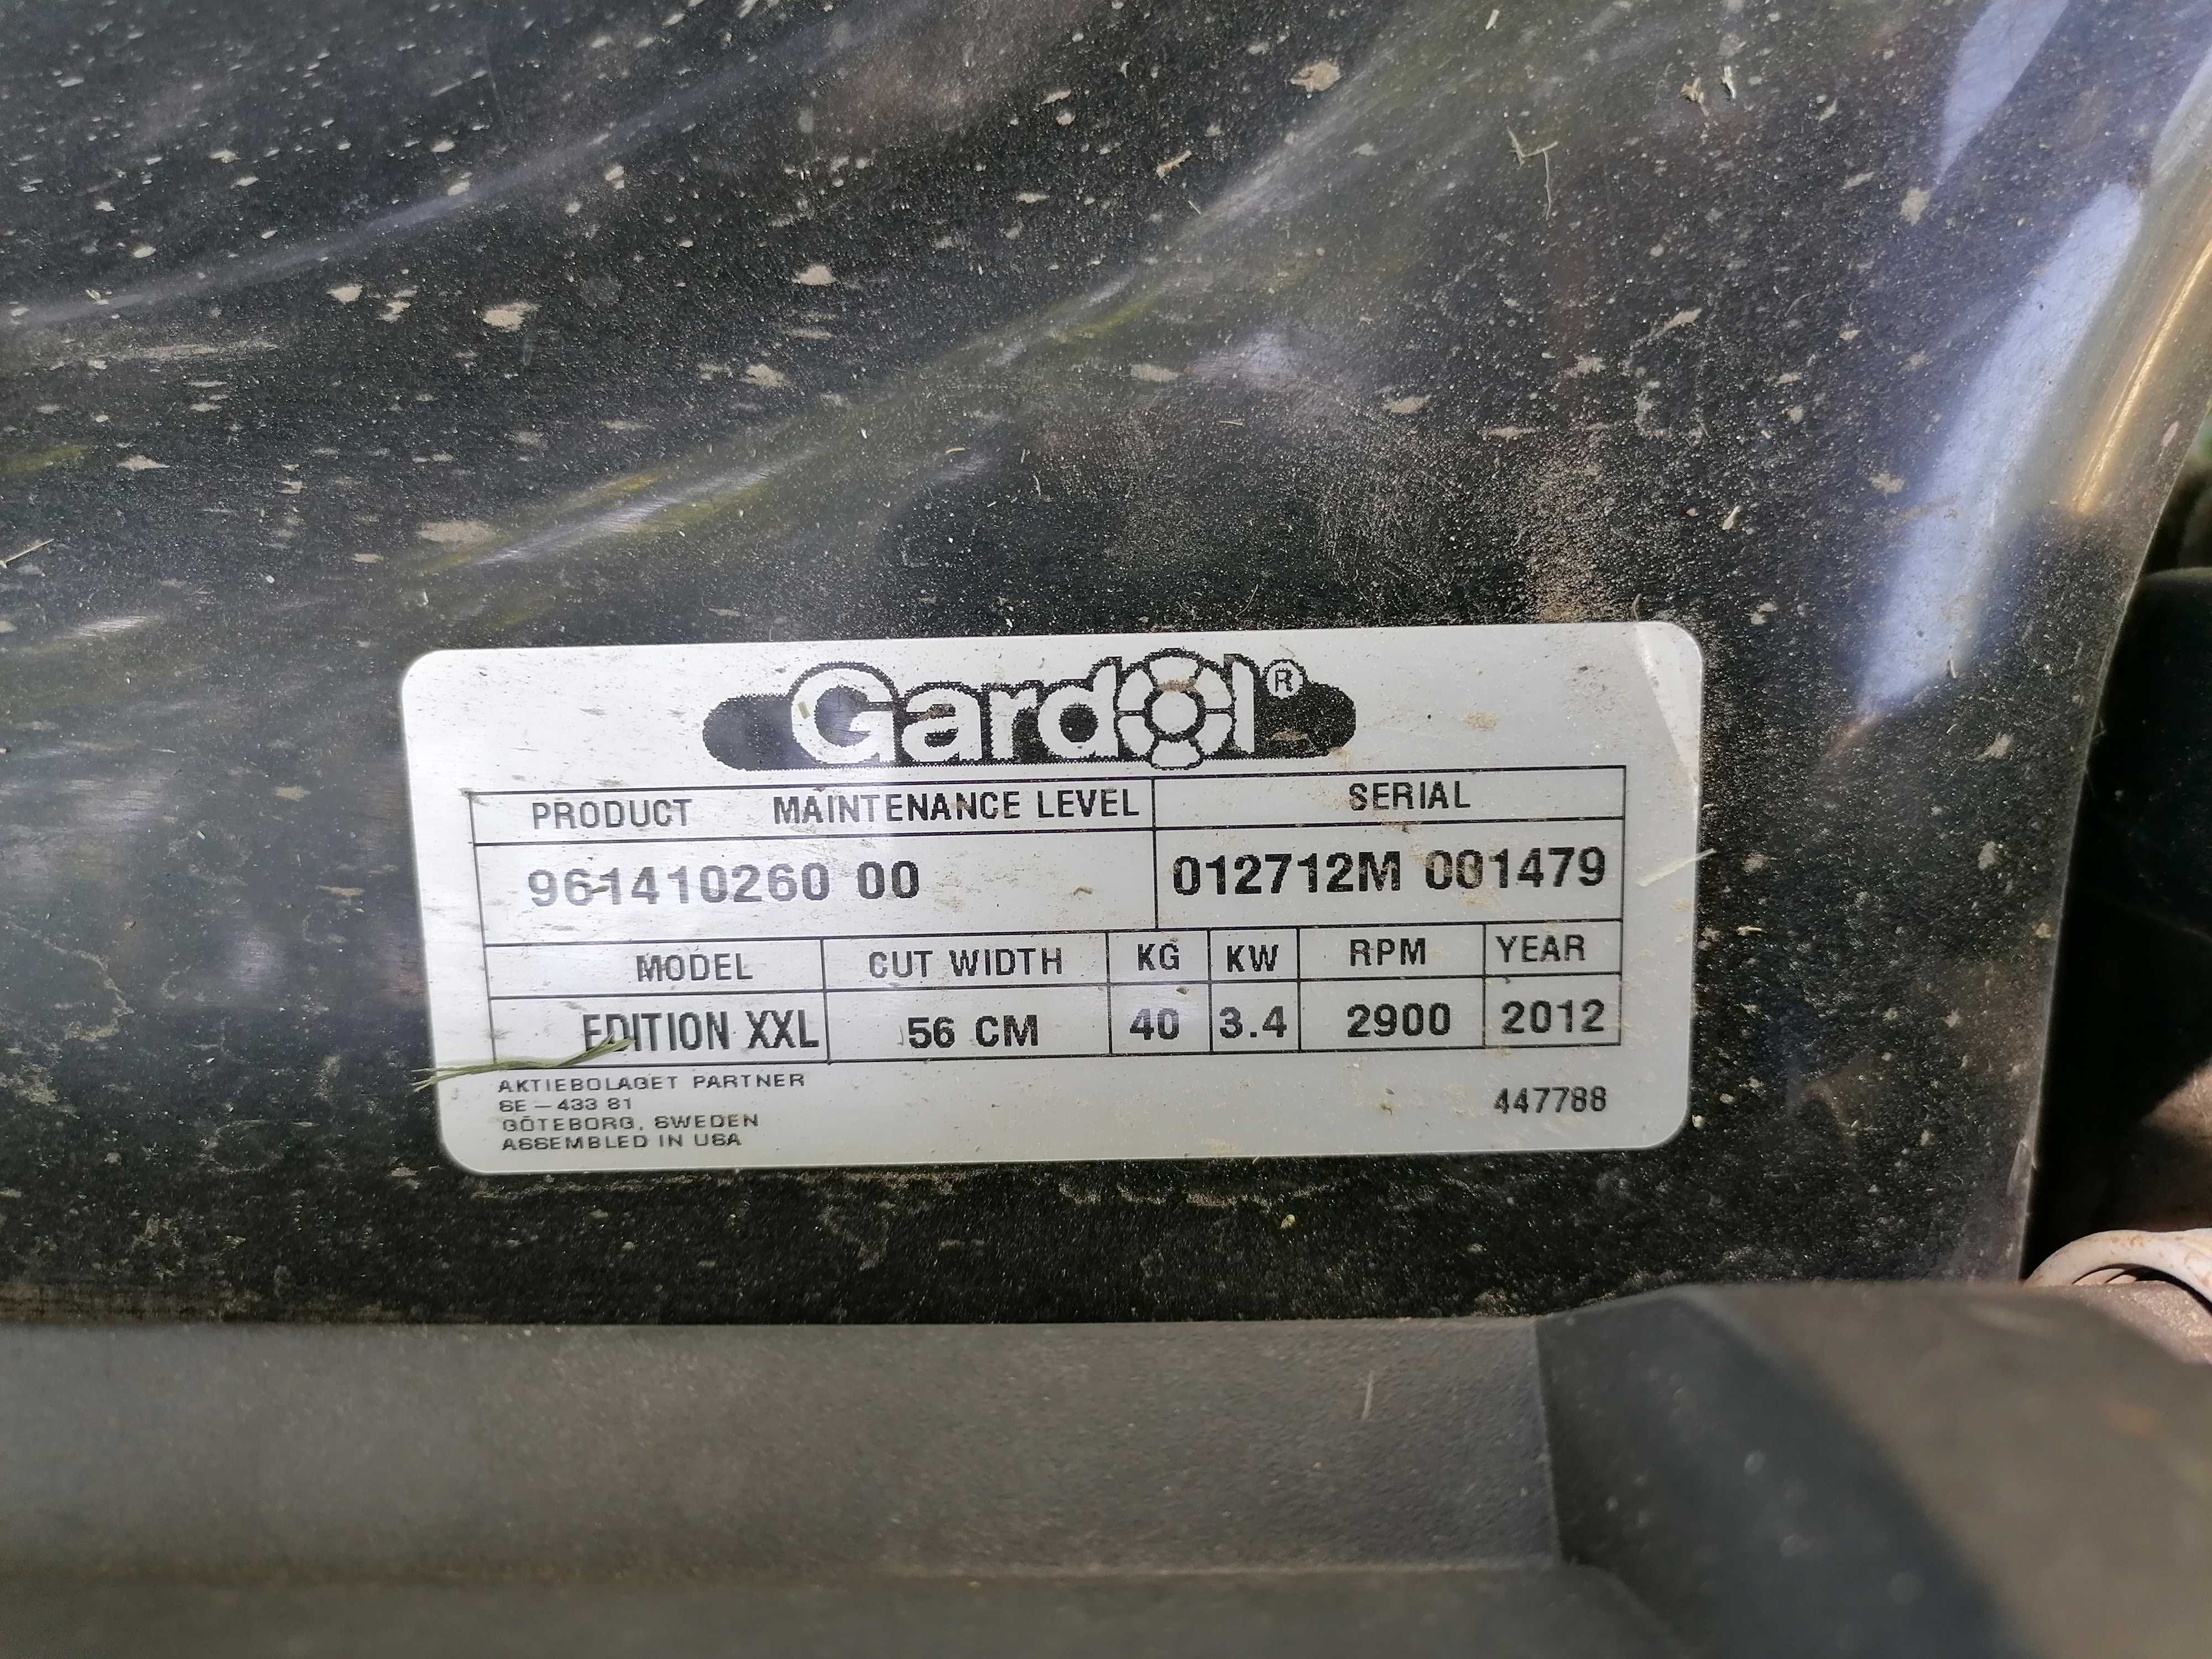 Gardol®
PRODUCT MAINTENANCE LEVEL SERIAL
961410260 00 012712M 001479
MODEL CUT WIDTH KG KW RPM YEAR
EDITION XXL 56 CM 40 3.4 2900 2012
AKTIEBOLAGET PARTNER
SE – 433 81
GÖTEBORG, SWEDEN
ASSEMBLED IN USA
447788